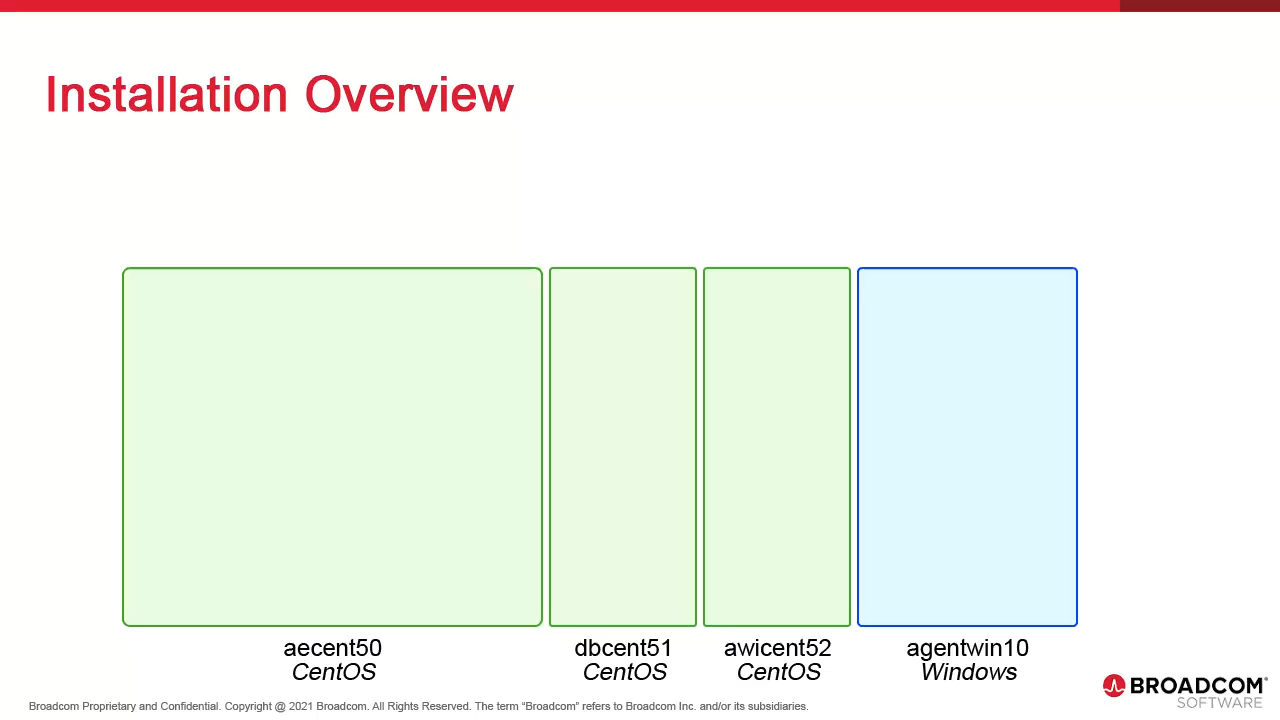 Installation Overview
aecent50
CentOS
dbcent51
CentOS
awicent52
CentOS
agentwin10
Windows
BROADCOM®
SOFTWARE
Broadcom Proprietary and Confidential. Copyright @ 2021 Broadcom. All Rights Reserved. The term “Broadcom” refers to Broadcom Inc. and/or its subsidiaries.